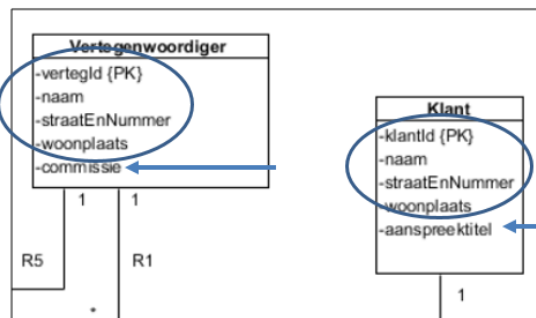 Vertegenwoordiger
-vertegId {PK}
-naam
-straatEnNummer
-woonplaats
-commissie
1
1
R5
R1
*
Klant
-klantId {PK}
-naam
-straatEnNummer
-woonplaats
-aanspreektitel
1